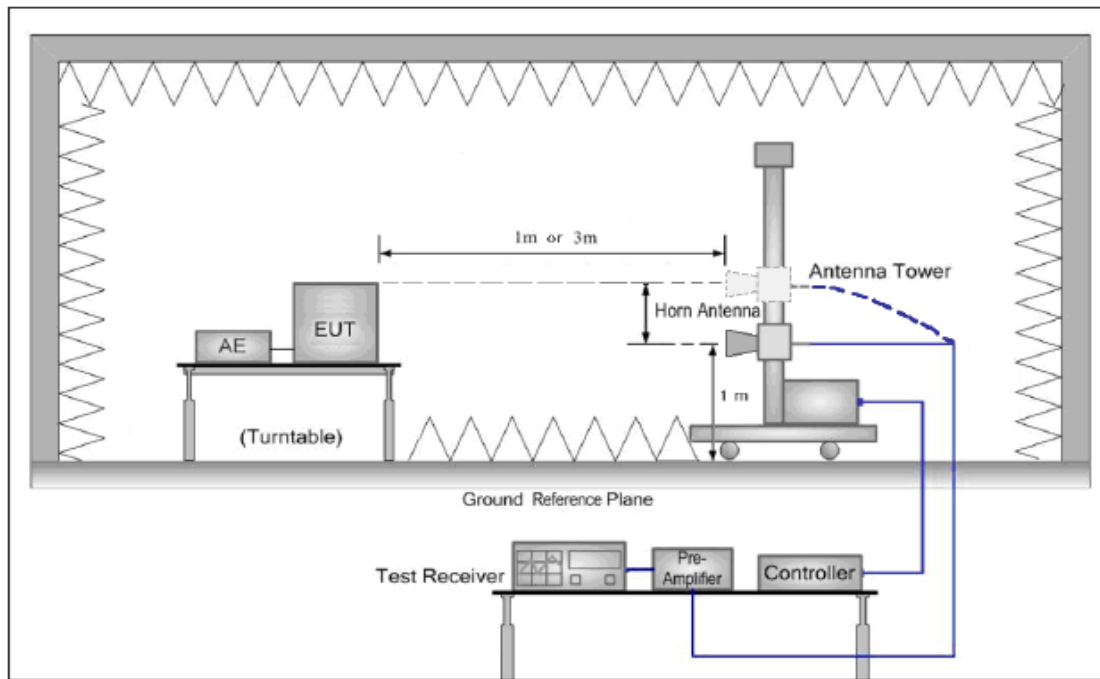 1m or 3m
Antenna Tower
Horn Antenna
EUT
AE
1 m
(Turntable)
Ground Reference Plane
Test Receiver
Pre-
Amplifier
Controller